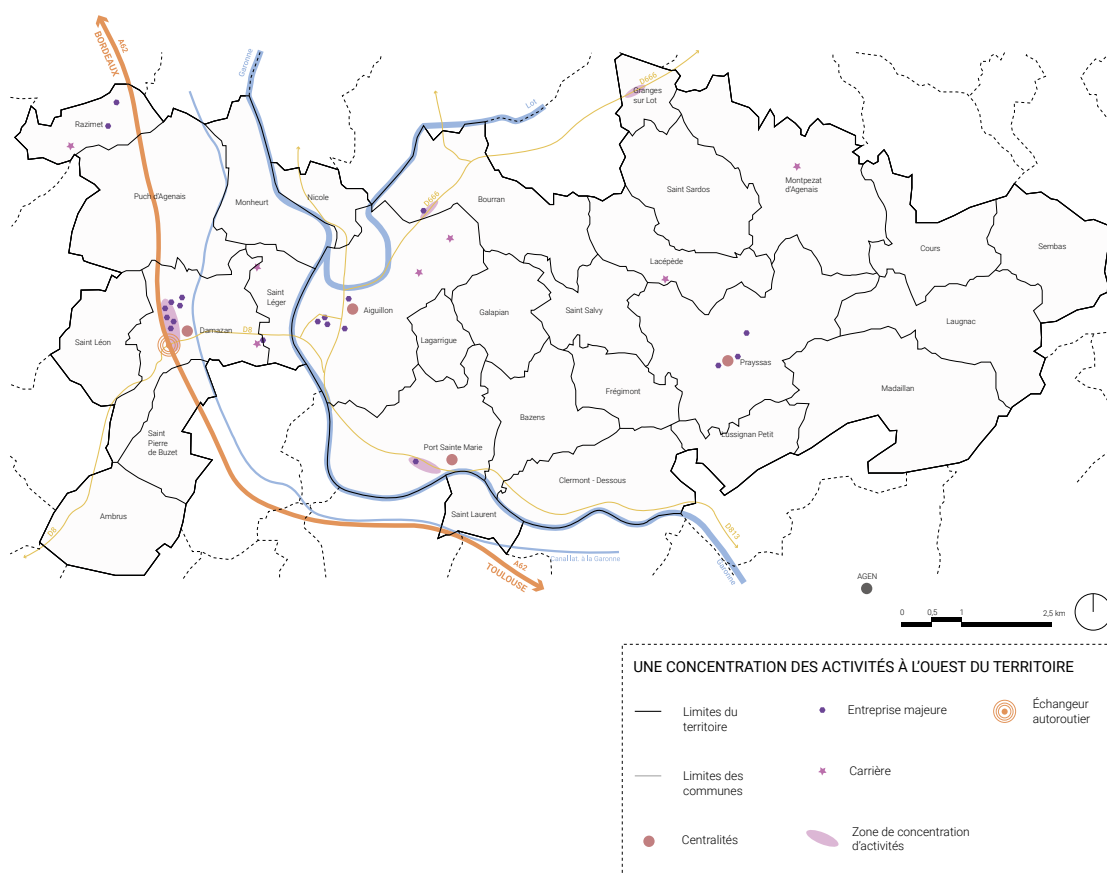 A62
BORDEAUX
Garonne
Lot
D666
Granges
sur Lot
Razimet
Puch d'Agenais
Monheurt
Nicole
D666
Bourran
Saint Sardos
Montpezat
d'Agenais
Cours
Sembas
Lacépède
Saint
Léger
Aiguillon
Galapian
Saint Salvy
Laugnac
Saint Léon
Damazan
D8
Lagarrigue
Prayssas
Madaillan
Frégimont
Bazens
Lussignan Petit
Saint
Pierre
de Buzet
Port Sainte Marie
Clermont - Dessous
Ambrus
Saint Laurent
D8
D813
Canal lat. à la Garonne
Garonne
A62
TOULOUSE
AGEN
0 0,5 1 2,5 km
UNE CONCENTRATION DES ACTIVITÉS À L'OUEST DU TERRITOIRE
Limites du
territoire
Entreprise majeure
Échangeur
autoroutier
Limites des
communes
Carrière
Centralités
Zone de concentration
d'activités